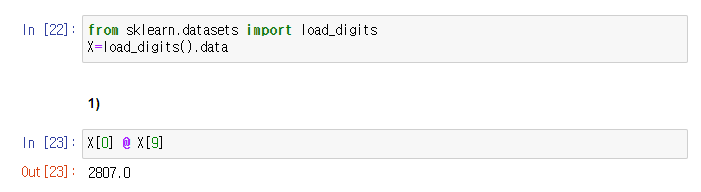 In [22]: from sklearn.datasets import load_digits
X=load_digits().data
1)
In [23]: X[0] @ X[9]
Out[23]: 2807.0